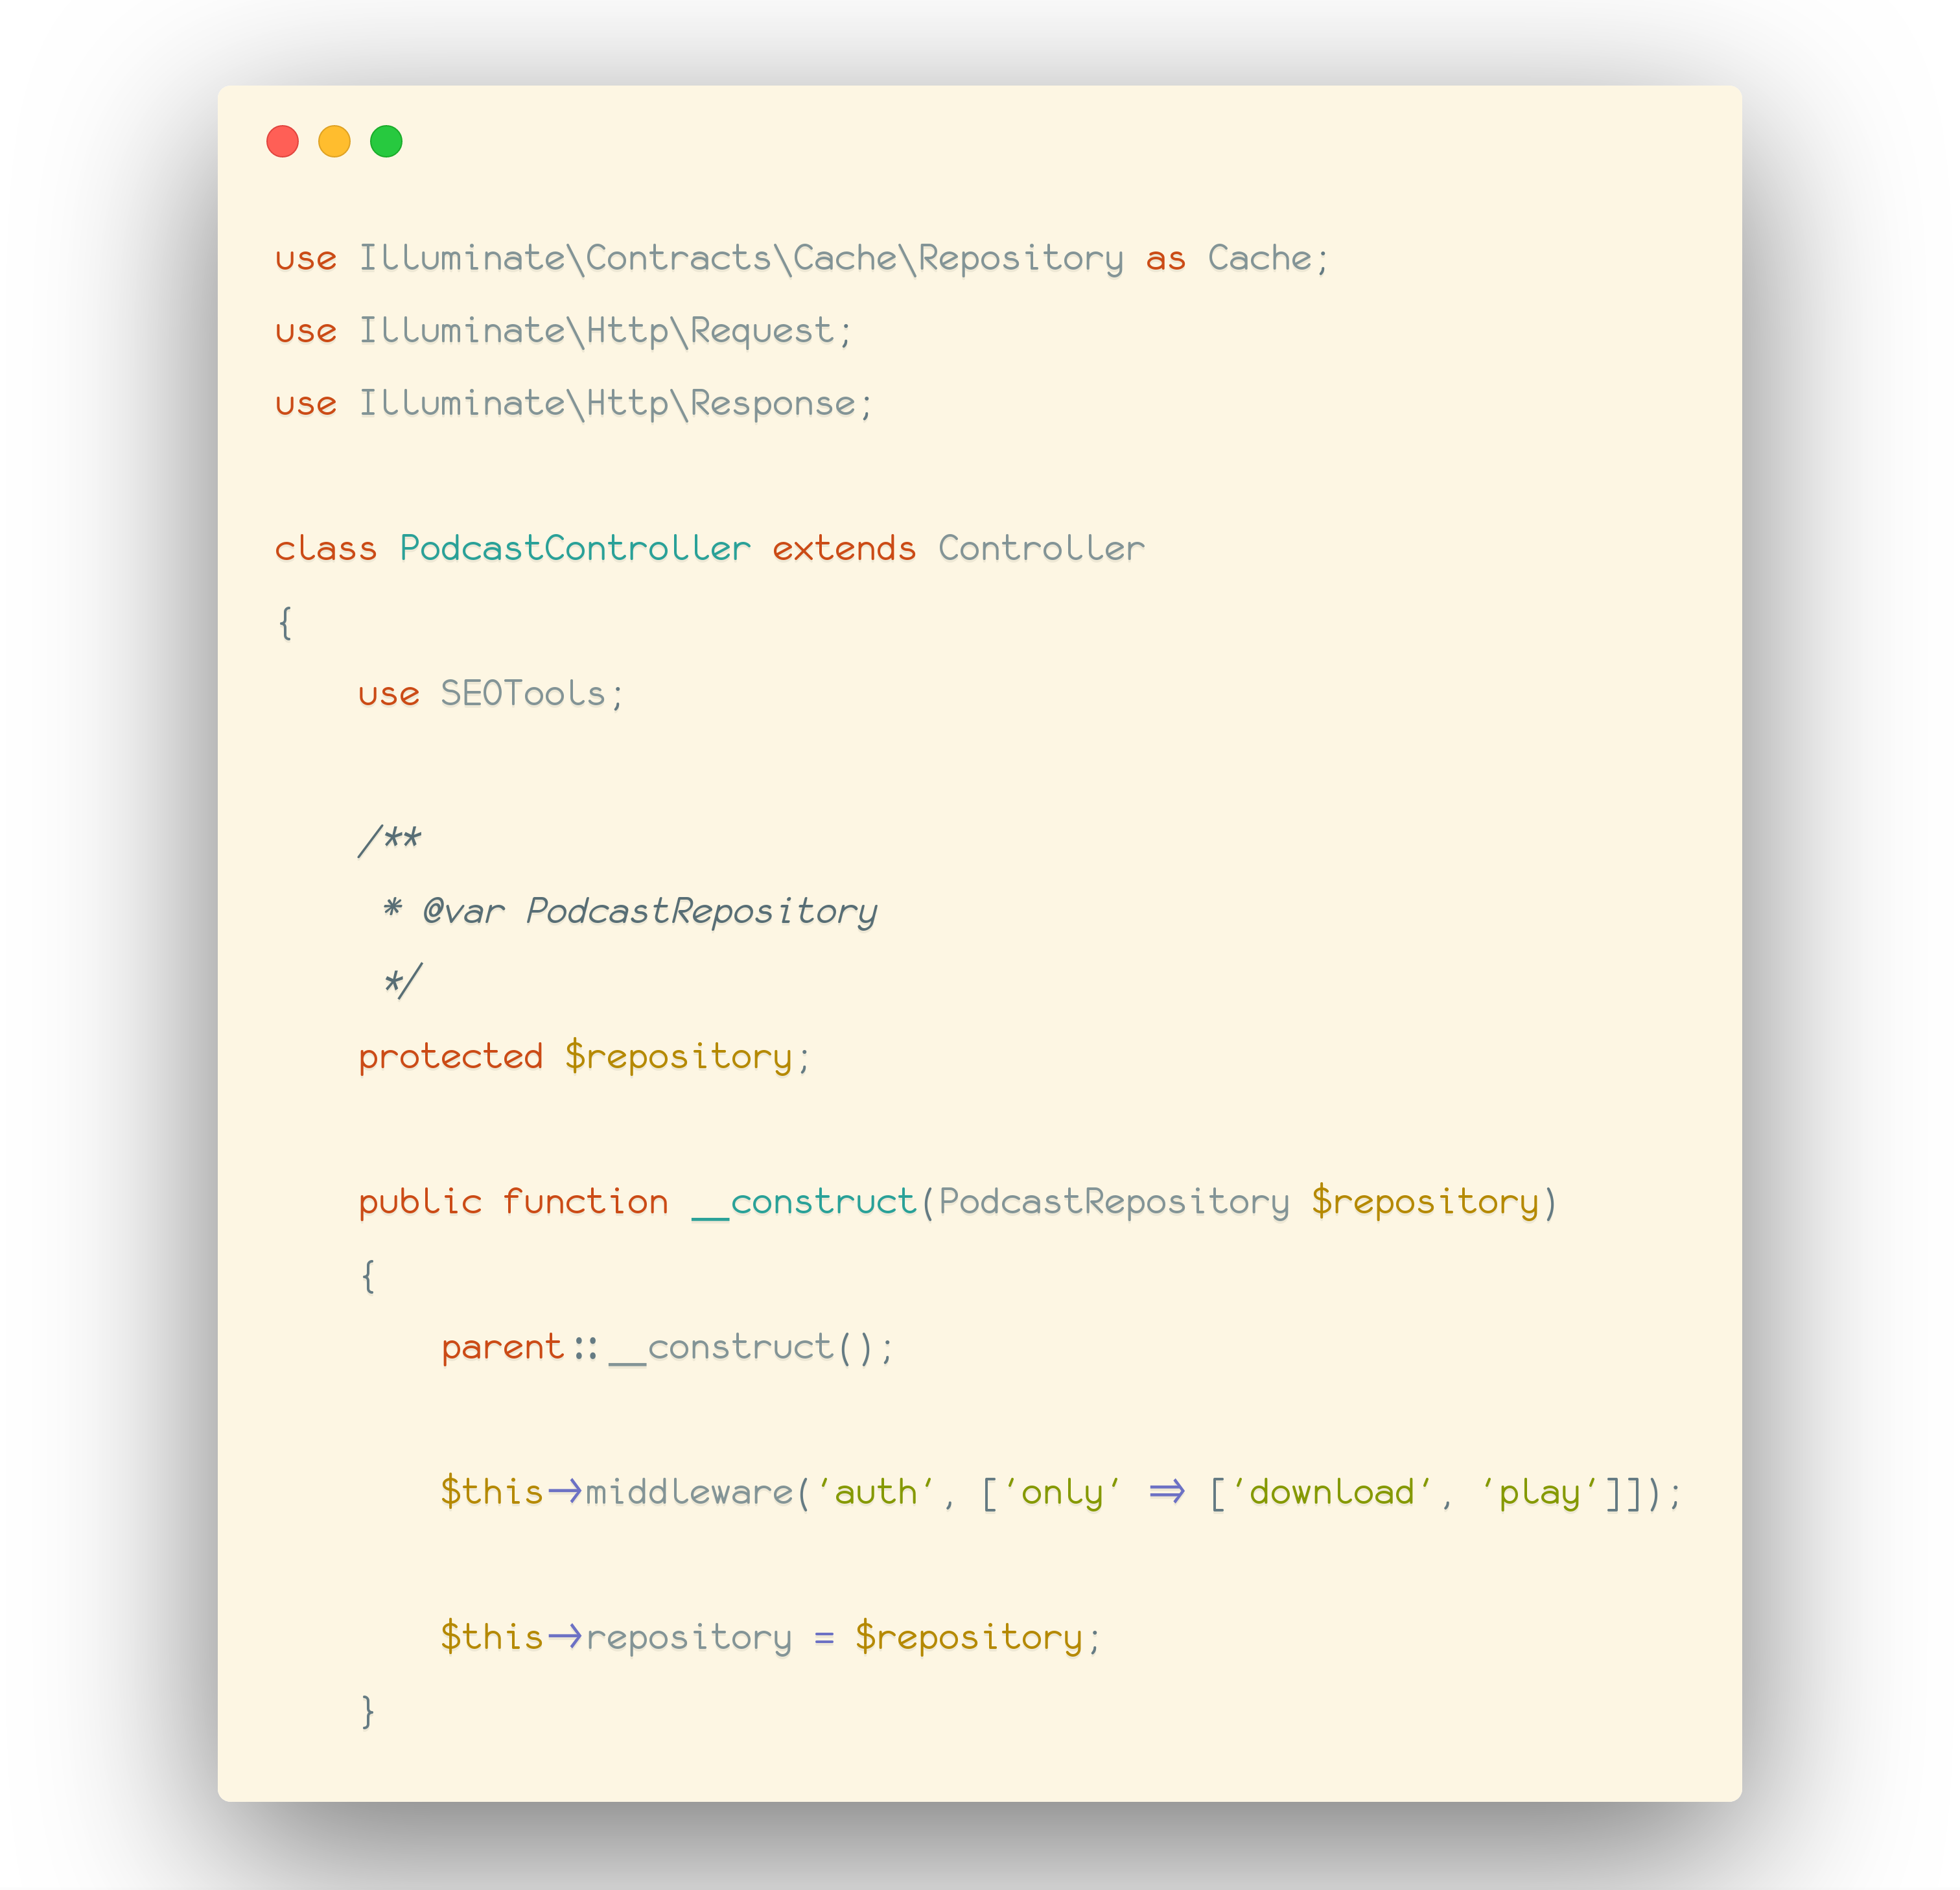 use Illuminate\Contracts\Cache\Repository as Cache;
use Illuminate\Http\Request;
use Illuminate\Http\Response;

class PodcastController extends Controller
{
    use SEOTools;

    /**
     * @var PodcastRepository
     */
    protected $repository;

    public function __construct(PodcastRepository $repository)
    {
        parent::__construct();

        $this->middleware('auth', ['only' => ['download', 'play']]);

        $this->repository = $repository;
    }